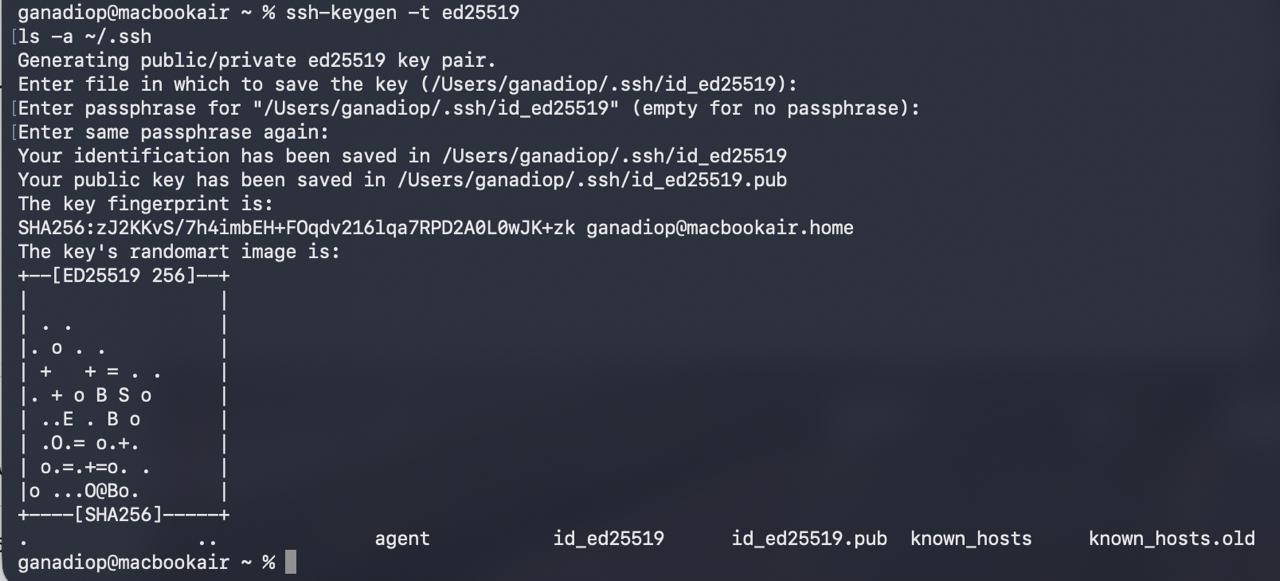 ganadiop@macbookair ~ % ssh-keygen -t ed25519
[ls -a ~/.ssh
Generating public/private ed25519 key pair.
Enter file in which to save the key (/Users/ganadiop/.ssh/id_ed25519):
[Enter passphrase for "/Users/ganadiop/.ssh/id_ed25519" (empty for no passphrase):
[Enter same passphrase again:
Your identification has been saved in /Users/ganadiop/.ssh/id_ed25519
Your public key has been saved in /Users/ganadiop/.ssh/id_ed25519.pub
The key fingerprint is:
SHA256:zJ2KKvS/7h4imbEH+FOqdv216lqa7RPD2A0L0wJK+zk ganadiop@macbookair.home
The key's randomart image is:
+--[ED25519 256]--+
|                 |
| . .             |
|. o . .          |
| +   + = . .     |
|. + o B S o      |
| ..E . B o       |
| .O.= o.+.       |
| o.=.+=o. .      |
|o ...O@Bo.       |
+----[SHA256]-----+
. .. agent id_ed25519 id_ed25519.pub known_hosts known_hosts.old
ganadiop@macbookair ~ %